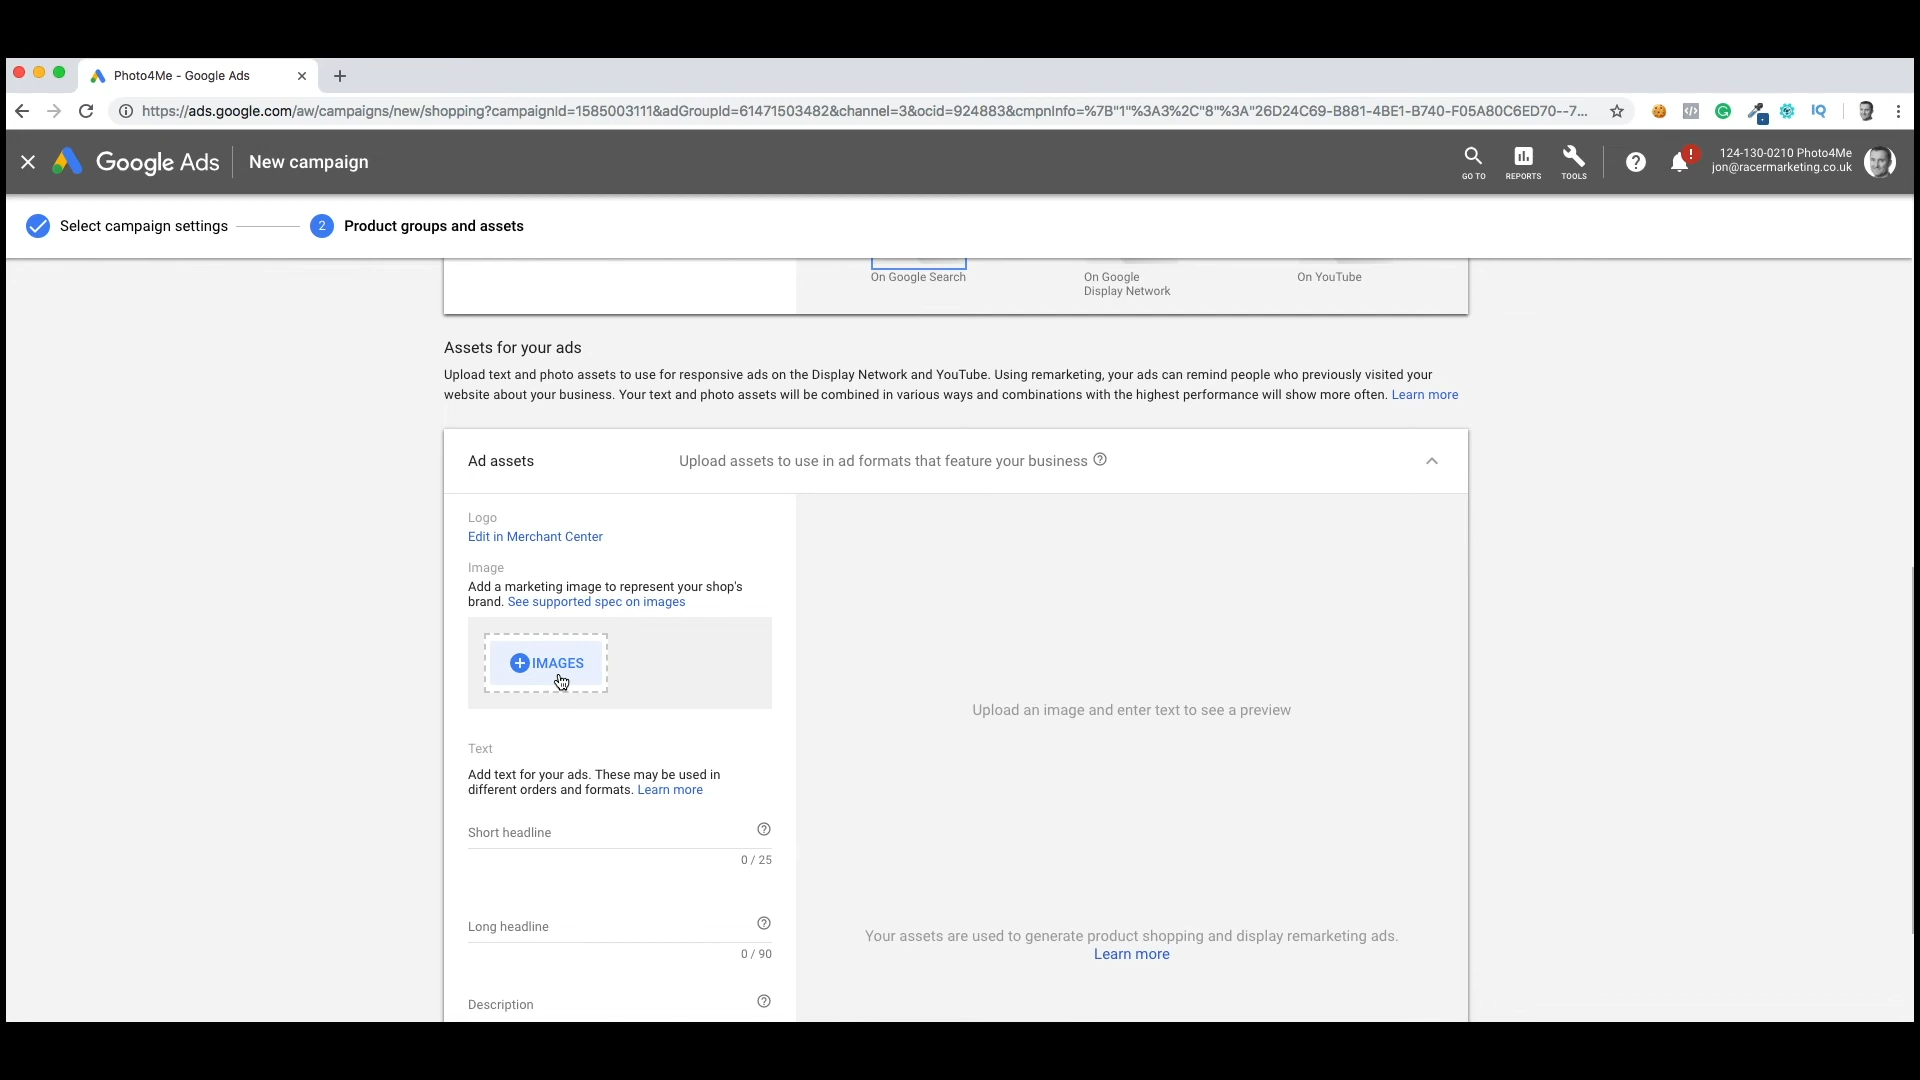 Photo4Me - Google Ads
https://ads.google.com/aw/campaigns/new/shopping?campaignId=1585003111&adGroupId=61471503482&channel=3&ocid=924883&cmpnInfo=%7B"1"%3A3%2C"8"%3A"26D24C69-B881-4BE1-B740-F05A80C6ED70--7...
IQ
Google Ads
New campaign
GO TO
REPORTS
TOOLS
?
!
124-130-0210 Photo4Me
jon@racermarketing.co.uk
Select campaign settings
2
Product groups and assets
On Google Search
On Google
Display Network
On YouTube
Assets for your ads
Upload text and photo assets to use for responsive ads on the Display Network and YouTube. Using remarketing, your ads can remind people who previously visited your
website about your business. Your text and photo assets will be combined in various ways and combinations with the highest performance will show more often. Learn more
Ad assets
Upload assets to use in ad formats that feature your business
Logo
Edit in Merchant Center
Image
Add a marketing image to represent your shop's
brand. See supported spec on images
IMAGES
Upload an image and enter text to see a preview
Text
Add text for your ads. These may be used in
different orders and formats. Learn more
Short headline
0 / 25
Long headline
0 / 90
Your assets are used to generate product shopping and display remarketing ads.
Learn more
Description